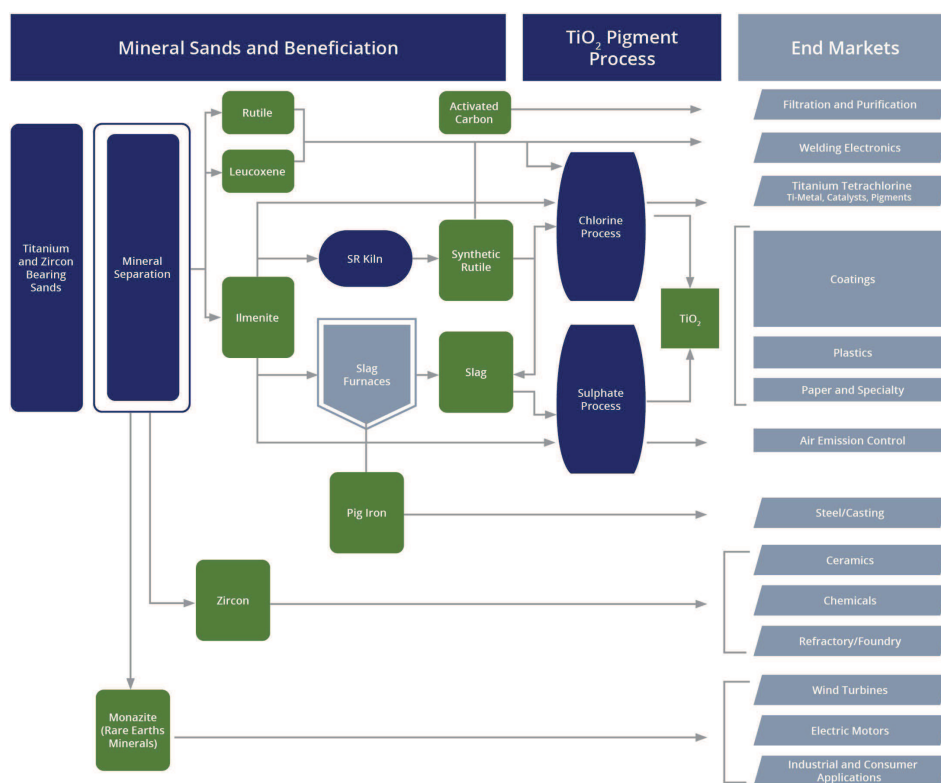 Mineral Sands and Beneficiation
TiO₂ Pigment
Process
End Markets
Rutile
Activated
Carbon
Filtration and Purification
Welding Electronics
Leucoxene
Titanium Tetrachlorine
Ti-Metal, Catalysts, Pigments
Titanium
and Zircon
Bearing
Sands
Mineral
Separation
SR Kiln
Synthetic
Rutile
Chlorine
Process
Coatings
Ilmenite
TiO₂
Plastics
Slag
Furnaces
Slag
Sulphate
Process
Paper and Specialty
Air Emission Control
Pig Iron
Steel/Casting
Zircon
Ceramics
Chemicals
Refractory/Foundry
Monazite
(Rare Earths
Minerals)
Wind Turbines
Electric Motors
Industrial and Consumer
Applications